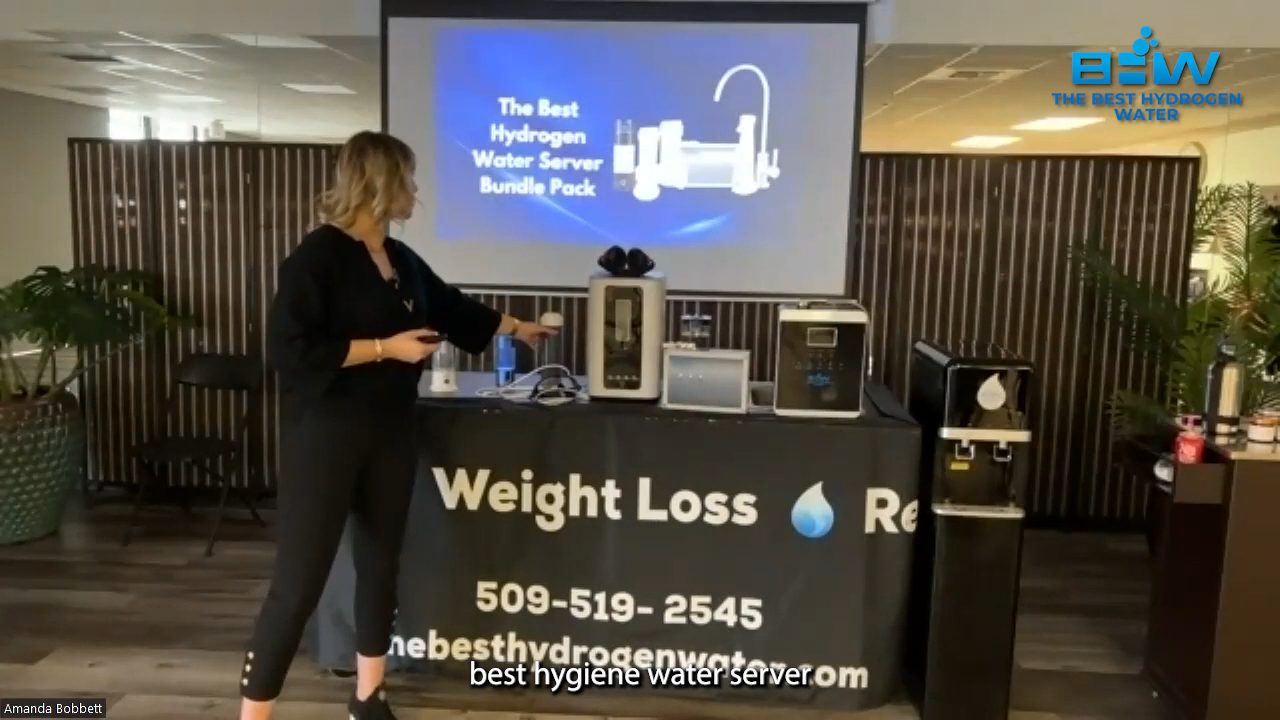 BHW
THE BEST HYDROGEN
WATER
The Best
Hydrogen
Water Server
Bundle Pack
Weight Loss Re
509-519- 2545
hebesthydrogenwater.com
best hygiene water server
Amanda Bobbett